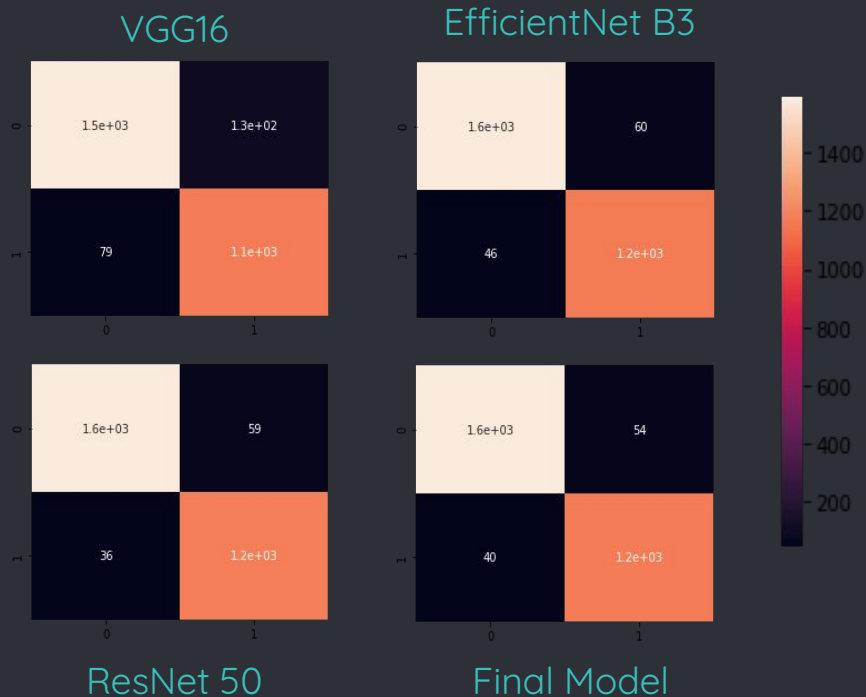 VGG16
EfficientNet B3
0
1.5e+03 1.3e+02
1
79 1.1e+03
0 1
0
1.6e+03 60
1
46 1.2e+03
0 1
1400
1200
1000
800
600
400
200
0
1.6e+03 59
1
36 1.2e+03
0 1
ResNet 50
0
1.6e+03 54
1
40 1.2e+03
0 1
Final Model